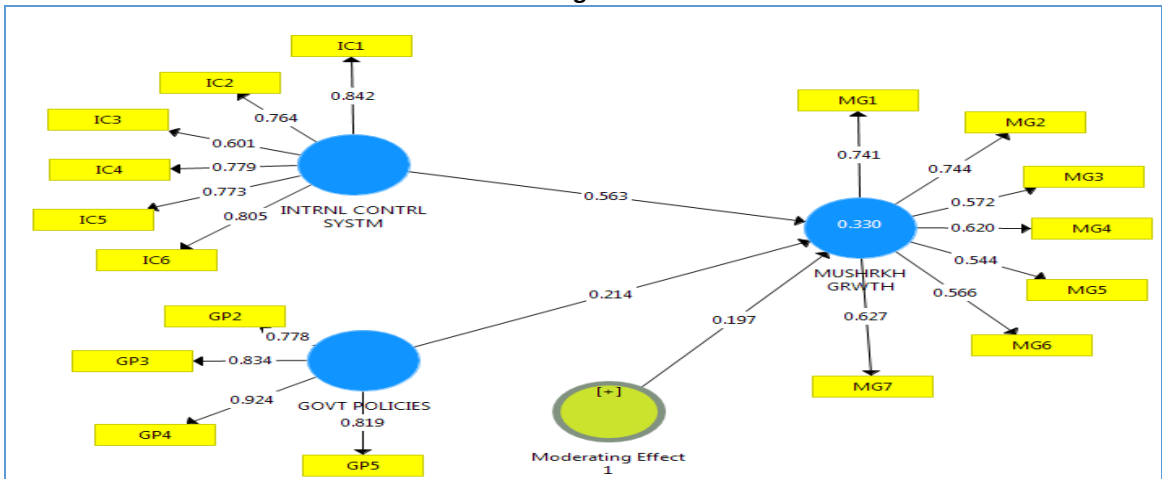 IC1
IC2
0.842
MG1
IC3
0.764
MG2
0.601
0.741
IC4
0.779
0.744
MG3
0.773
0.563
0.572
IC5
0.805
INTRNL CONTRL
SYSTM
0.330
0.620
MG4
IC6
0.544
MUSHRKH
GRWTH
0.566
MG5
0.214
0.627
GP2
0.778
0.197
MG6
GP3
0.834
MG7
0.924
[+]
GOVT POLICIES
GP4
0.819
Moderating Effect
1
GP5